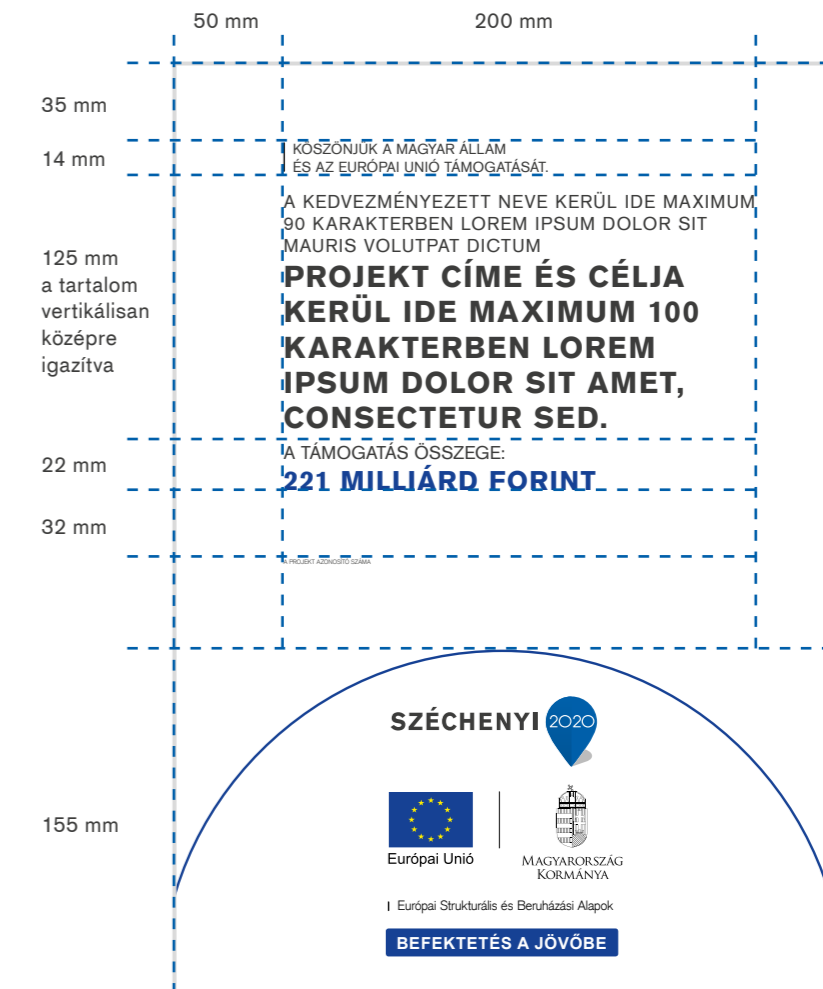 50 mm
200 mm
35 mm
14 mm
KÖSZÖNJÜK A MAGYAR ÁLLAM
ÉS AZ EURÓPAI UNIÓ TÁMOGATÁSÁT.
A KEDVEZMÉNYEZETT NEVE KERÜL IDE MAXIMUM
90 KARAKTERBEN LOREM IPSUM DOLOR SIT
MAURIS VOLUTPAT DICTUM
125 mm
a tartalom
vertikálisan
középre
igazítva
PROJEKT CÍME ÉS CÉLJA
KERÜL IDE MAXIMUM 100
KARAKTERBEN LOREM
IPSUM DOLOR SIT AMET,
CONSECTETUR SED.
22 mm
A TÁMOGATÁS ÖSSZEGE:
221 MILLIÁRD FORINT
32 mm
A PROJEKT AZONOSÍTÓ SZÁMA
SZÉCHENYI 2020
155 mm
Európai Unió
MAGYARORSZÁG
KORMÁNYA
Európai Strukturális és Beruházási Alapok
BEFEKTETÉS A JÖVŐBE